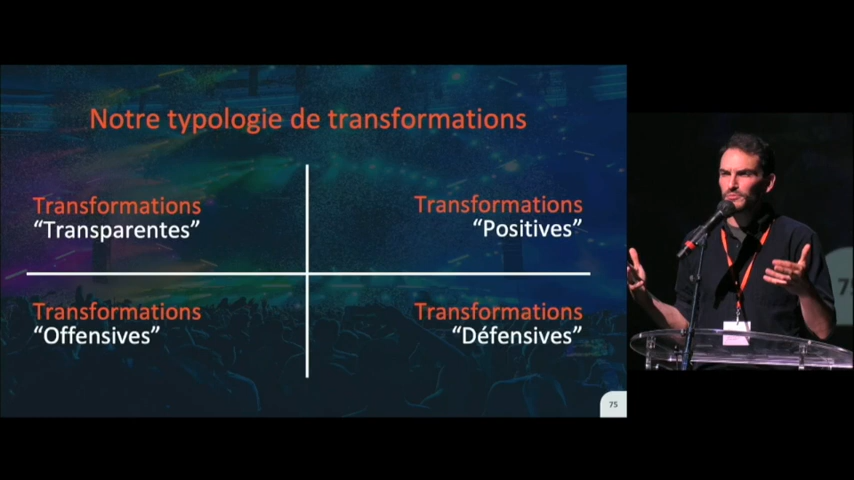 Notre typologie de transformations
Transformations
“Transparentes”
Transformations
“Positives”
Transformations
“Offensives”
Transformations
“Défensives”
75